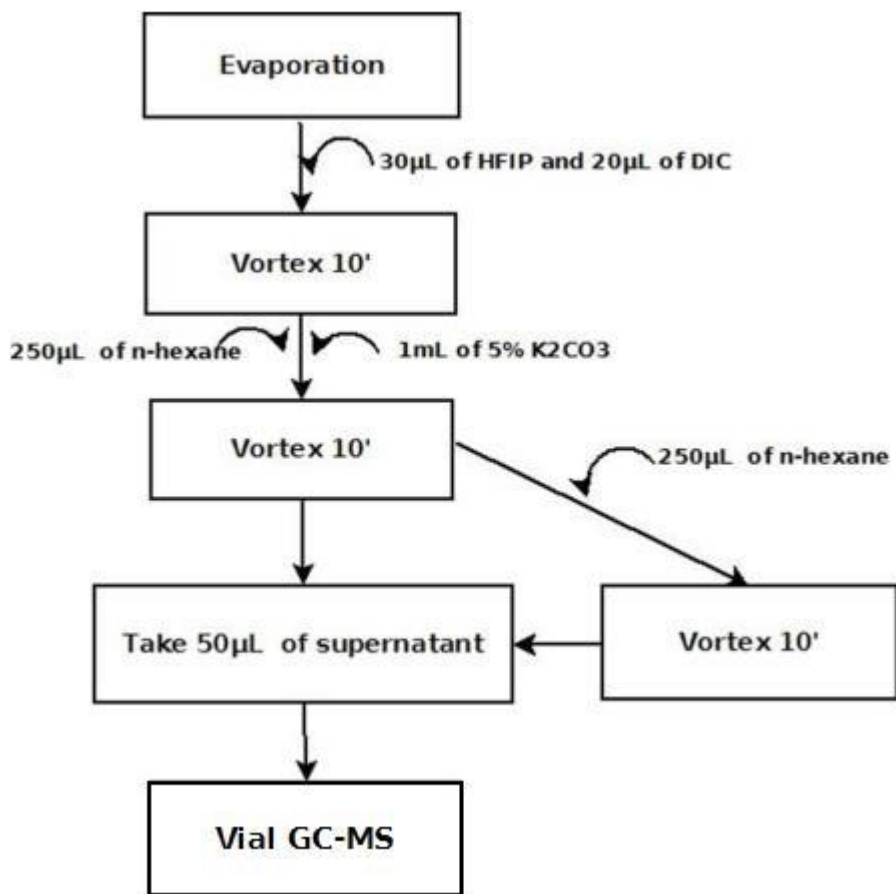 Evaporation
30µL of HFIP and 20µL of DIC
Vortex 10'
250µL of n-hexane
1mL of 5% K2CO3
Vortex 10'
250µL of n-hexane
Take 50µL of supernatant
Vortex 10'
Vial GC-MS